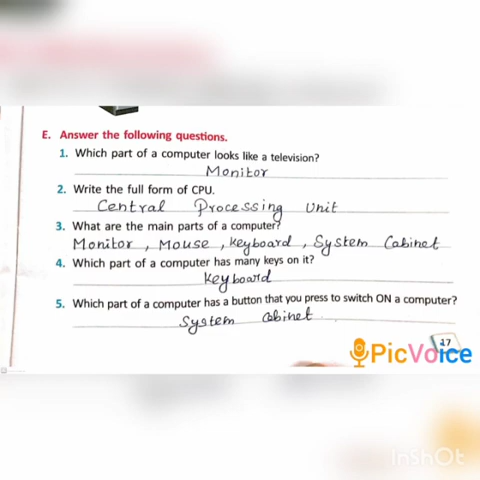 E. Answer the following questions.
1. Which part of a computer looks like a television?
Monitor
2. Write the full form of CPU.
Central Processing Unit
3. What are the main parts of a computer?
Monitor, Mouse, Keyboard, System Cabinet
4. Which part of a computer has many keys on it?
Keyboard
5. Which part of a computer has a button that you press to switch ON a computer?
System Cabinet
17
PicVoice
InShOt